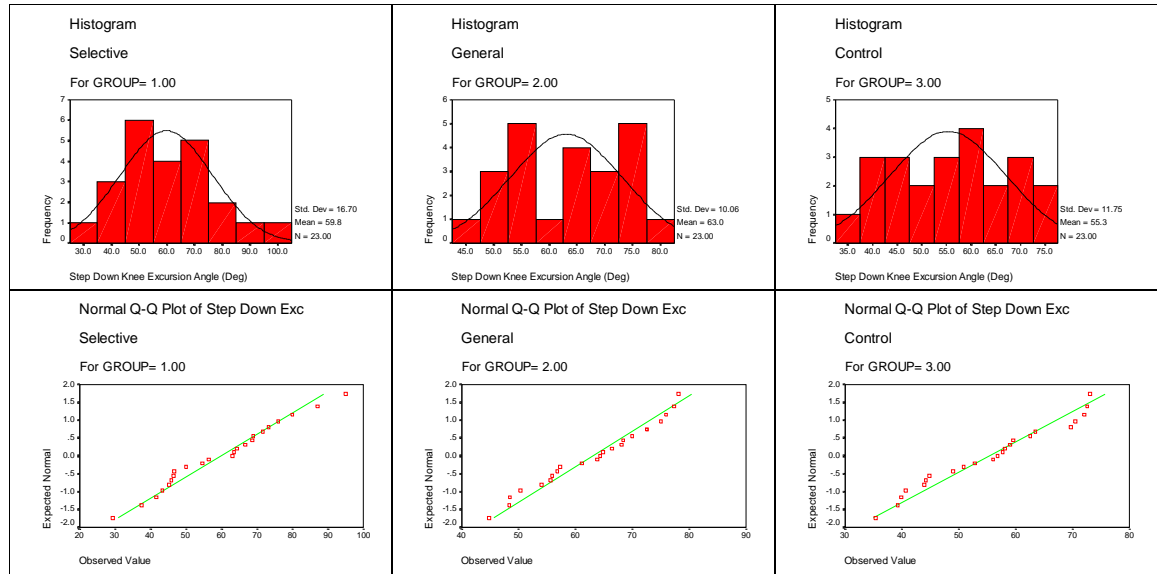 Histogram
Selective
For GROUP= 1.00
7
6
5
4
3
2
1
0
Frequency
30.0 40.0 50.0 60.0 70.0 80.0 90.0 100.0
Std. Dev = 16.70
Mean = 59.8
N = 23.00
Step Down Knee Excursion Angle (Deg)
Histogram
General
For GROUP= 2.00
6
5
4
3
2
1
0
Frequency
45.0 50.0 55.0 60.0 65.0 70.0 75.0 80.0
Std. Dev = 10.06
Mean = 63.0
N = 23.00
Step Down Knee Excursion Angle (Deg)
Histogram
Control
For GROUP= 3.00
5
4
3
2
1
0
Frequency
35.0 40.0 45.0 50.0 55.0 60.0 65.0 70.0 75.0
Std. Dev = 11.75
Mean = 55.3
N = 23.00
Step Down Knee Excursion Angle (Deg)
Normal Q-Q Plot of Step Down Exc
Selective
For GROUP= 1.00
2.0
1.5
1.0
.5
0.0
-.5
-1.0
-1.5
-2.0
Expected Normal
20 30 40 50 60 70 80 90 100
Observed Value
Normal Q-Q Plot of Step Down Exc
General
For GROUP= 2.00
2.0
1.5
1.0
.5
0.0
-.5
-1.0
-1.5
-2.0
Expected Normal
40 50 60 70 80 90
Observed Value
Normal Q-Q Plot of Step Down Exc
Control
For GROUP= 3.00
2.0
1.5
1.0
.5
0.0
-.5
-1.0
-1.5
-2.0
Expected Normal
30 40 50 60 70 80
Observed Value